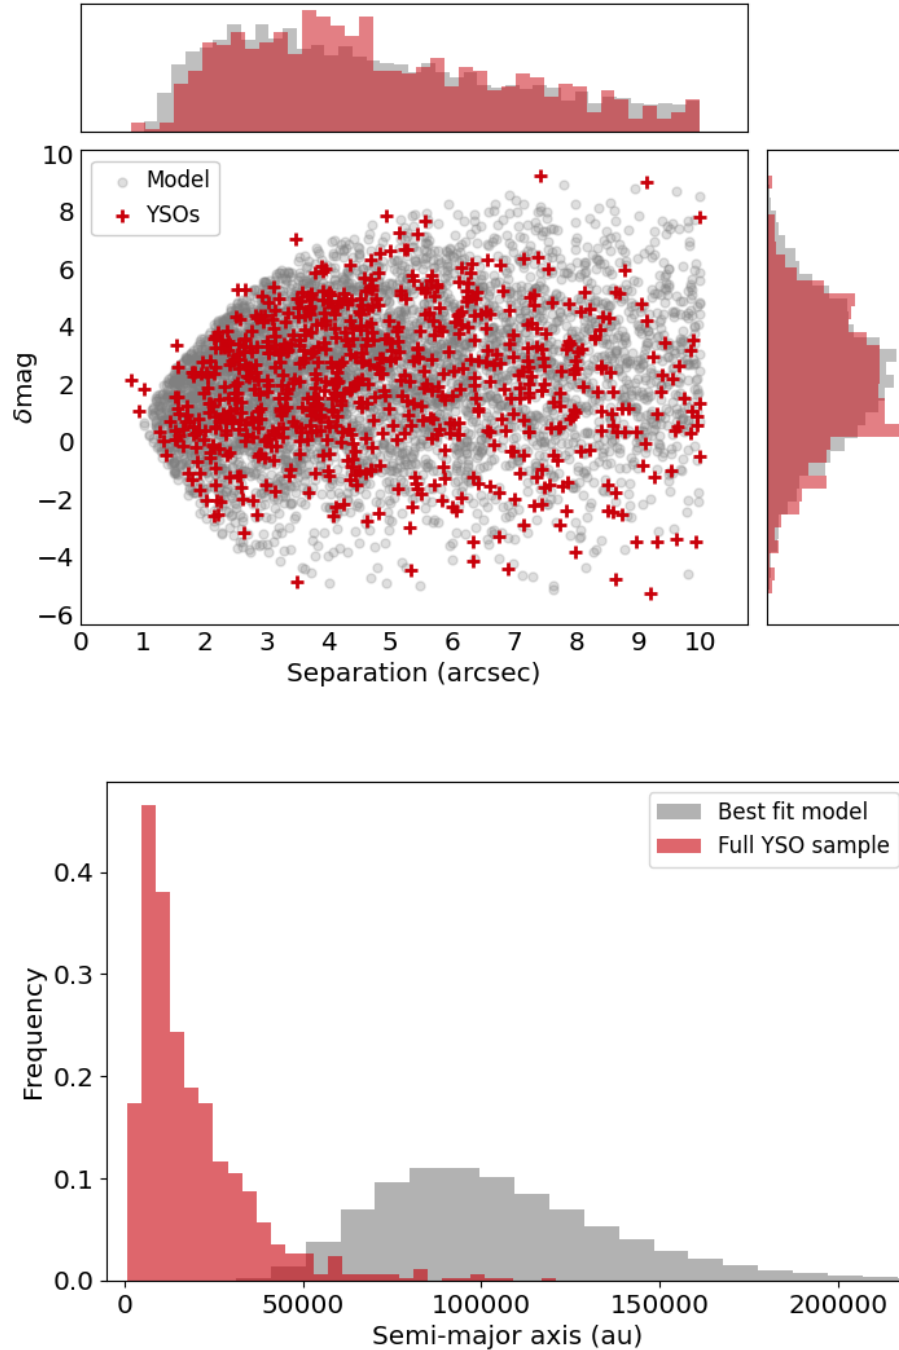 10
8
6
4
2
0
−2
−4
−6
δmag
Model
YSOs
0 1 2 3 4 5 6 7 8 9 10
Separation (arcsec)
Best fit model
Full YSO sample
0.4
0.3
0.2
0.1
0.0
Frequency
0 50000 100000 150000 200000
Semi-major axis (au)